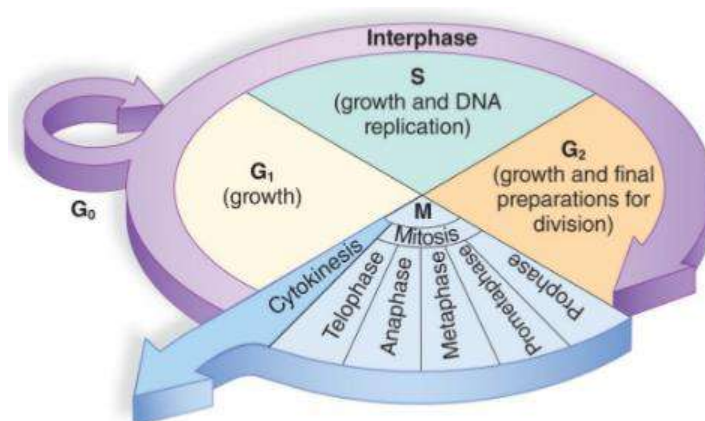 Interphase
S
(growth and DNA
replication)
G₁
(growth)
G₂
(growth and final
preparations for
division)
G₀
M
Mitosis
Cytokinesis
Telophase
Anaphase
Metaphase
Prometaphase
Prophase